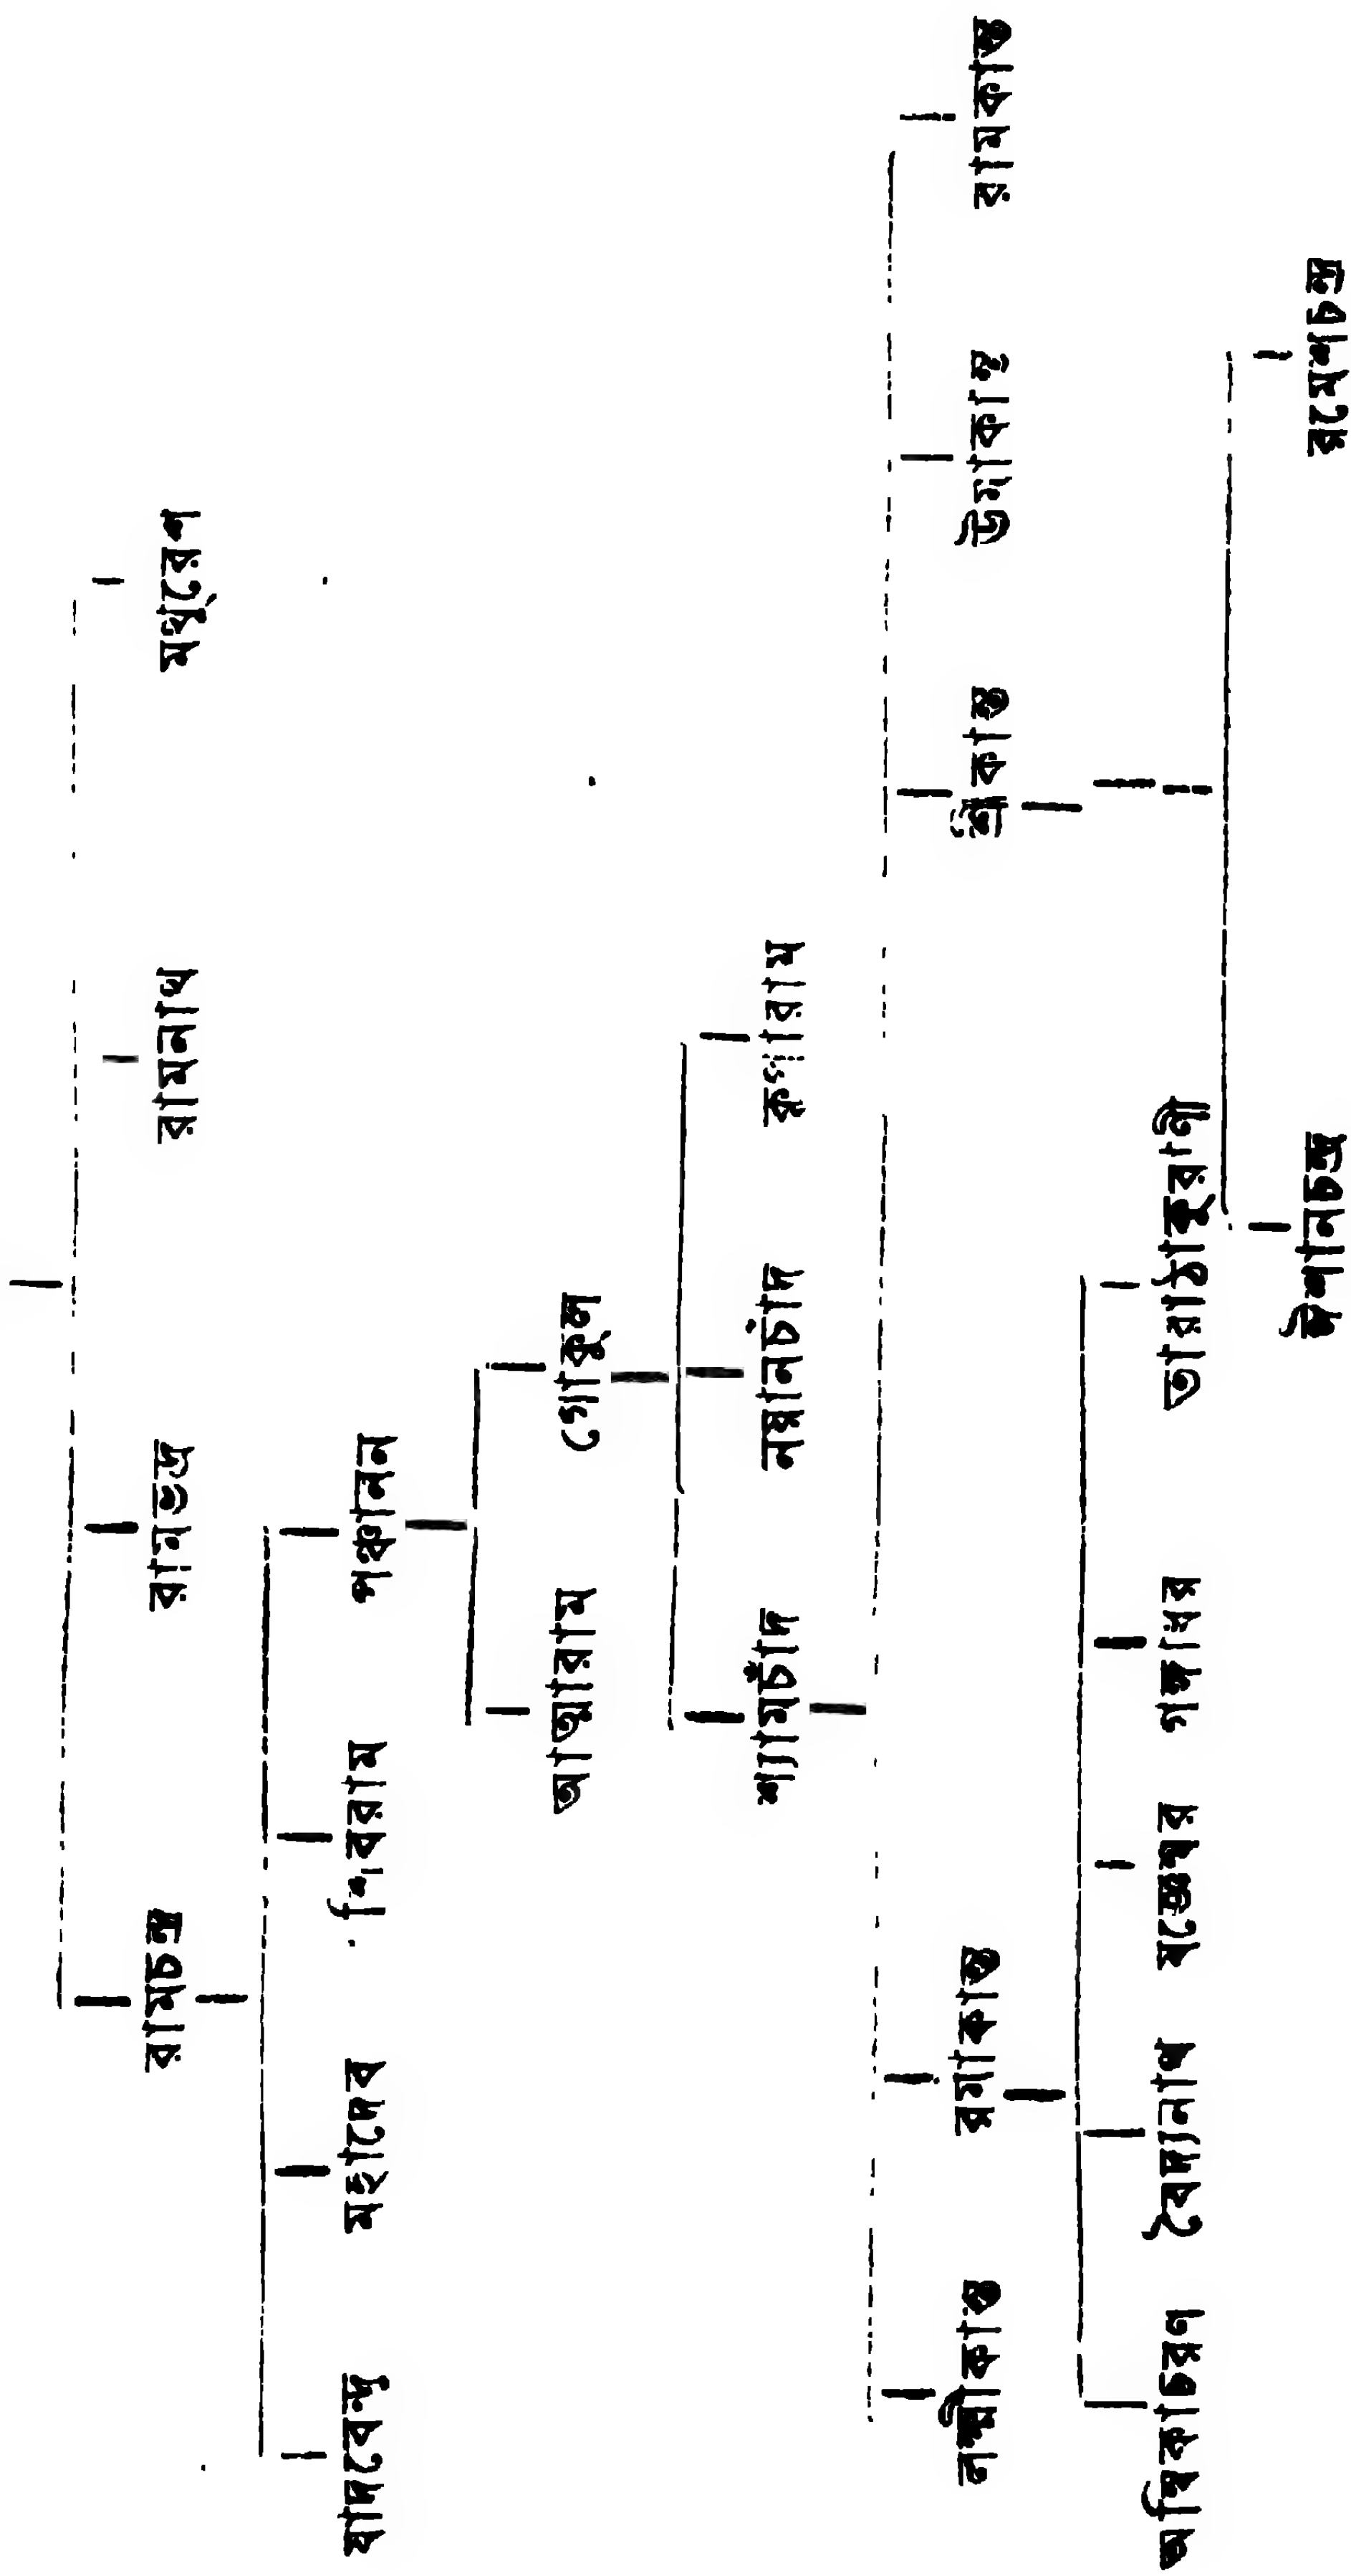 রামচন্দ্র রামভদ্র রামনাথ মথুরেশ
যাদবেন্দু মহাদেব শিবরাম পঞ্চানন
আত্মারাম গোকুল
শ্যামচাঁদ নয়ানচাঁদ কৃপারাম
লক্ষ্মীকান্ত রমাকান্ত শ্রীকান্ত উমাকান্ত রামকান্ত
অম্বিকাচরণ বৈদ্যনাথ যজ্ঞেশ্বর গঙ্গাধর তারাঠাকুরাণী
ঈশানচন্দ্র রমেশচন্দ্র